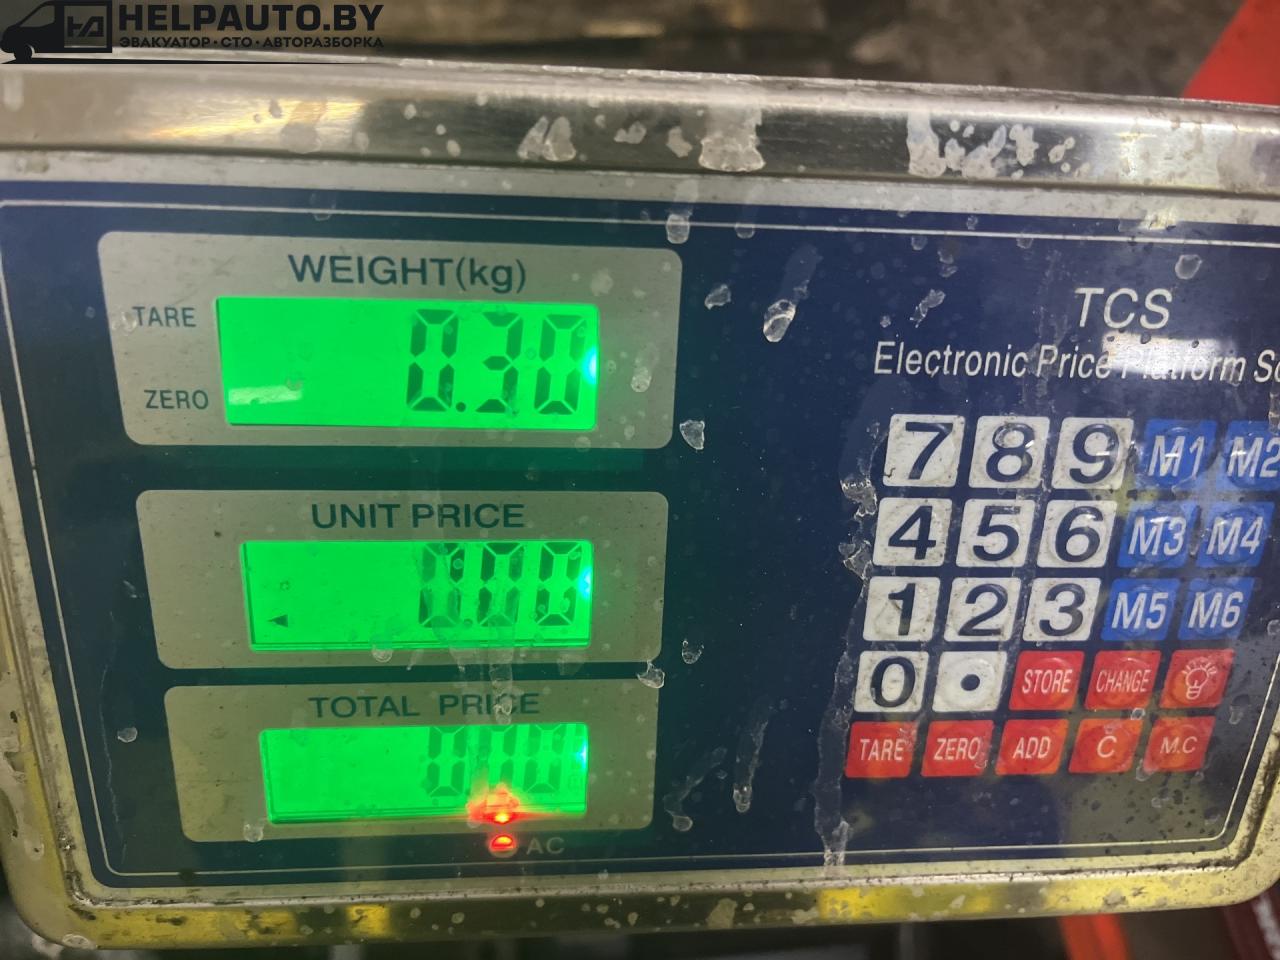 HELPAUTO.BY
ЭВАКУАТОР·СТО·АВТОРАЗБОРКА
WEIGHT(kg)
TARE
0.30
ZERO
UNIT PRICE
0.00
TOTAL PRICE
0.00
AC
TCS
Electronic Price Platform
7 8 9 M1 M2
4 5 6 M3 M4
1 2 3 M5 M6
0 . STORE CHANGE
TARE ZERO ADD C M.C